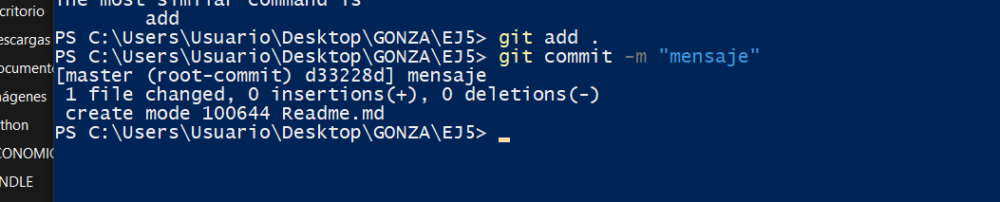 The most similar command is
add
PS C:\Users\Usuario\Desktop\GONZA\EJ5> git add .
PS C:\Users\Usuario\Desktop\GONZA\EJ5> git commit -m "mensaje"
[master (root-commit) d33228d] mensaje
1 file changed, 0 insertions(+), 0 deletions(-)
create mode 100644 Readme.md
PS C:\Users\Usuario\Desktop\GONZA\EJ5>
critorio
escargas
ocumento
nágenes
thon
CONOMIC
NDLE